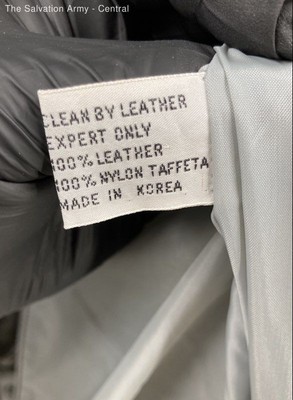 The Salvation Army - Central
CLEAN BY LEATHER
EXPERT ONLY
100% LEATHER
100% NYLON TAFFETA
MADE IN KOREA